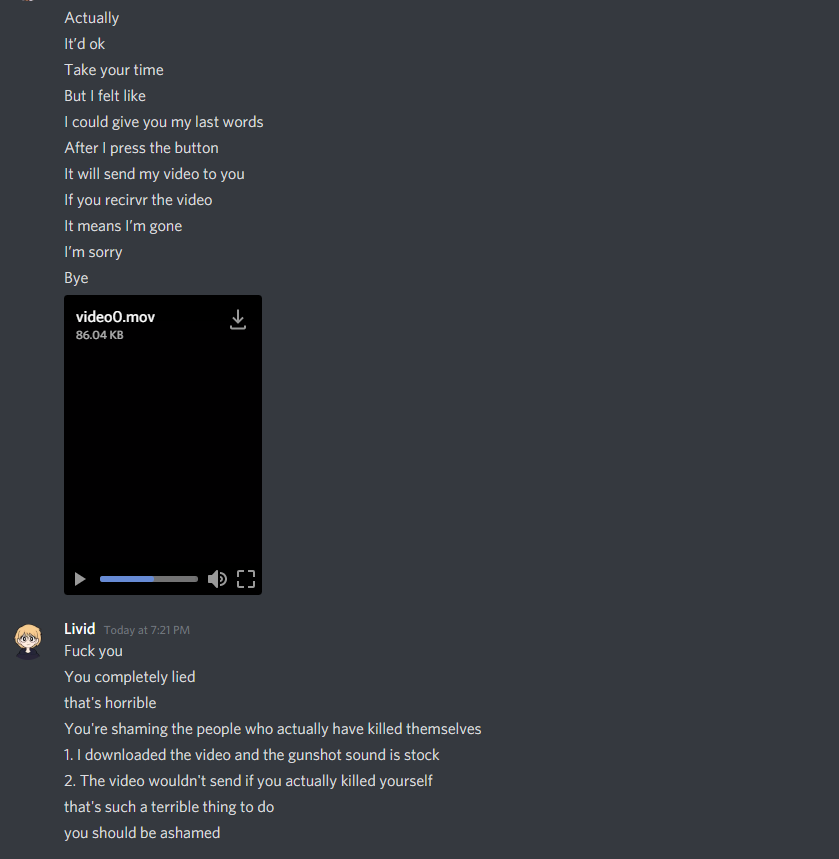 Actually
It'd ok
Take your time
But I felt like
I could give you my last words
After I press the button
It will send my video to you
If you recirvr the video
It means I'm gone
I'm sorry
Bye
video0.mov
86.04 KB
Livid Today at 7:21 PM
Fuck you
You completely lied
that's horrible
You're shaming the people who actually have killed themselves
1. I downloaded the video and the gunshot sound is stock
2. The video wouldn't send if you actually killed yourself
that's such a terrible thing to do
you should be ashamed